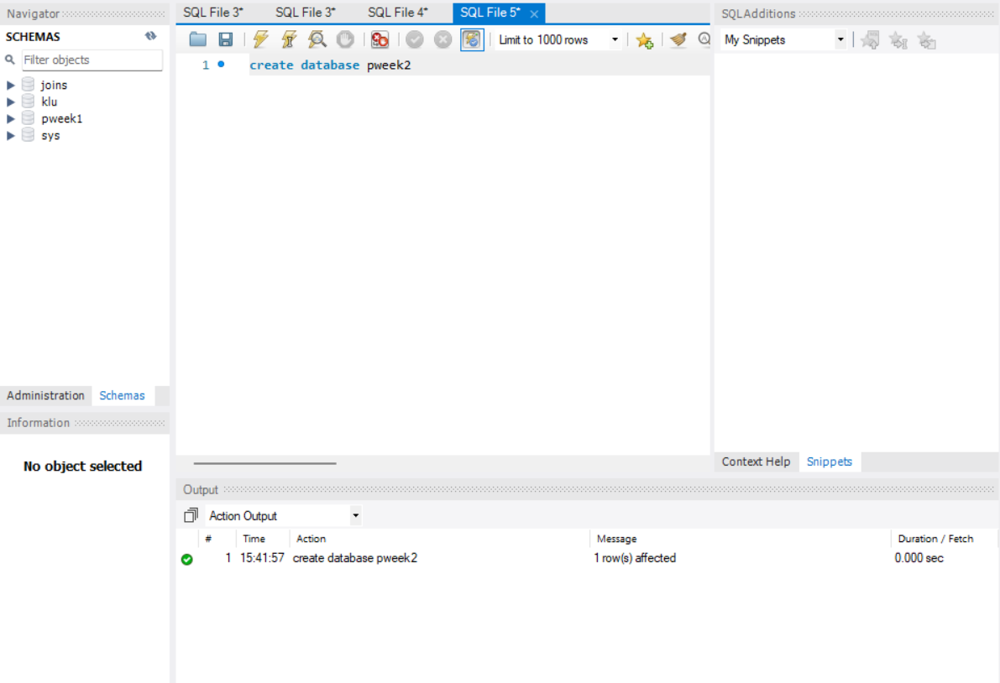 Navigator
SCHEMAS
Filter objects
joins
klu
pweek1
sys
Administration Schemas
Information
No object selected
SQL File 3* SQL File 3* SQL File 4* SQL File 5*
Limit to 1000 rows
1 create database pweek2
SQLAdditions
My Snippets
Context Help Snippets
Output
Action Output
# Time Action Message Duration / Fetch
1 15:41:57 create database pweek2 1 row(s) affected 0.000 sec